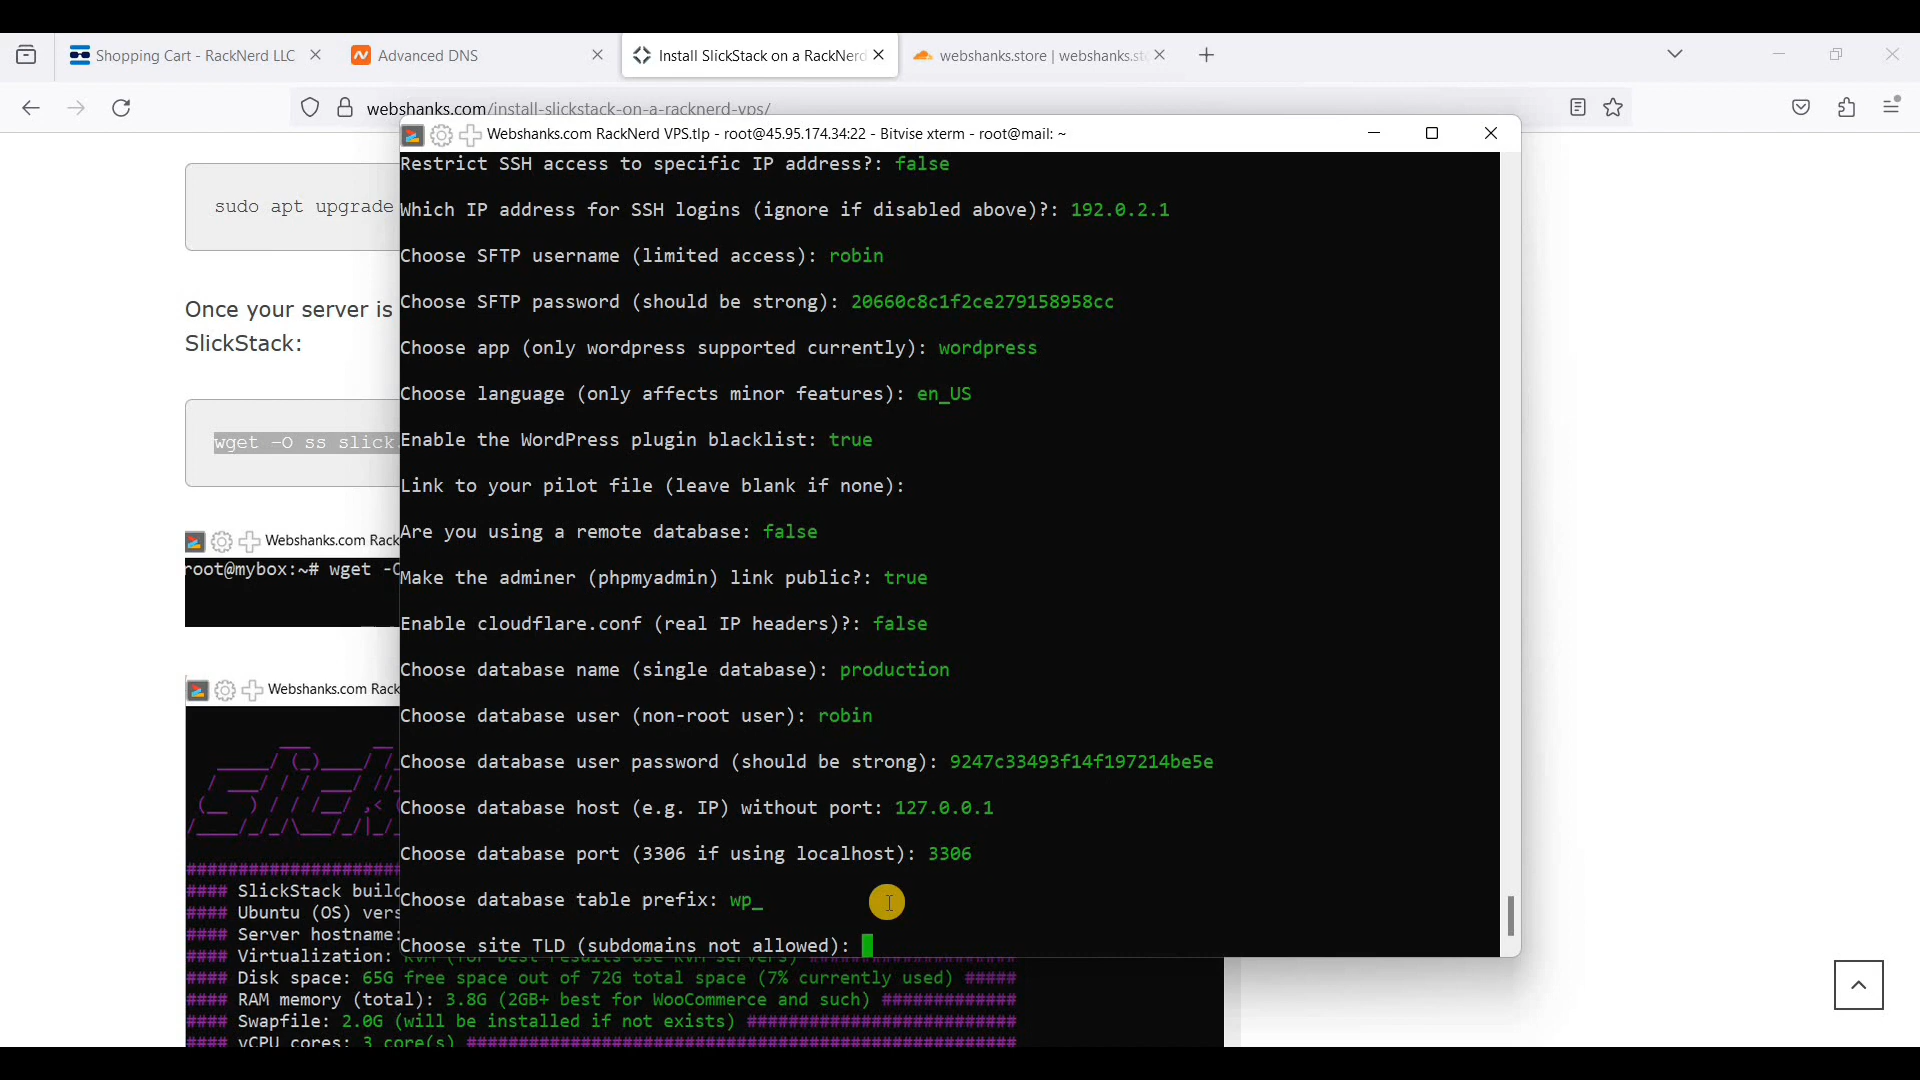 Shopping Cart - RackNerd LLC
Advanced DNS
Install SlickStack on a RackNerd
webshanks.store | webshanks.st
webshanks.com/install-slickstack-on-a-racknerd-vps/
Webshanks.com RackNerd VPS.tlp - root@45.95.174.34:22 - Bitvise xterm - root@mail: ~
sudo apt upgrade
Once your server is
SlickStack:
wget -O ss slick
Webshanks.com Rack
root@mybox:~# wget -O
Webshanks.com Rack
Restrict SSH access to specific IP address?: false
Which IP address for SSH logins (ignore if disabled above)?: 192.0.2.1
Choose SFTP username (limited access): robin
Choose SFTP password (should be strong): 20660c8c1f2ce279158958cc
Choose app (only wordpress supported currently): wordpress
Choose language (only affects minor features): en_US
Enable the WordPress plugin blacklist: true
Link to your pilot file (leave blank if none):
Are you using a remote database: false
Make the adminer (phpmyadmin) link public?: true
Enable cloudflare.conf (real IP headers)?: false
Choose database name (single database): production
Choose database user (non-root user): robin
Choose database user password (should be strong): 9247c33493f14f197214be5e
Choose database host (e.g. IP) without port: 127.0.0.1
Choose database port (3306 if using localhost): 3306
Choose database table prefix: wp_
Choose site TLD (subdomains not allowed):
###################
#### SlickStack build
#### Ubuntu (OS) vers
#### Server hostname:
#### Virtualization: KVM (for best results use KVM servers) ###################
#### Disk space: 65G free space out of 72G total space (7% currently used) #####
#### RAM memory (total): 3.8G (2GB+ best for WooCommerce and such) #############
#### Swapfile: 2.0G (will be installed if not exists) #########################
#### vCPU cores: 3 core(s) ###################################################